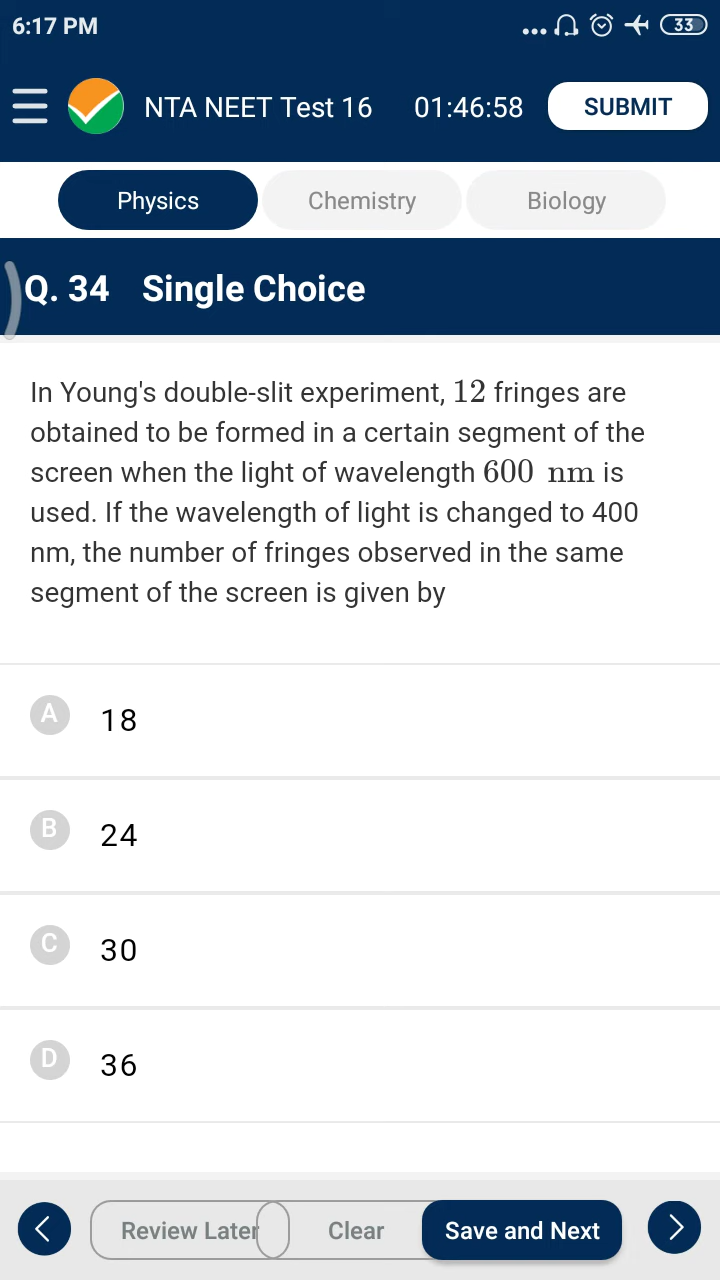 6:17 PM
33
NTA NEET Test 16 01:46:58 SUBMIT
Physics Chemistry Biology
Q. 34 Single Choice
In Young's double-slit experiment, 12 fringes are
obtained to be formed in a certain segment of the
screen when the light of wavelength 600 nm is
used. If the wavelength of light is changed to 400
nm, the number of fringes observed in the same
segment of the screen is given by
A 18
B 24
C 30
D 36
Review Later Clear Save and Next